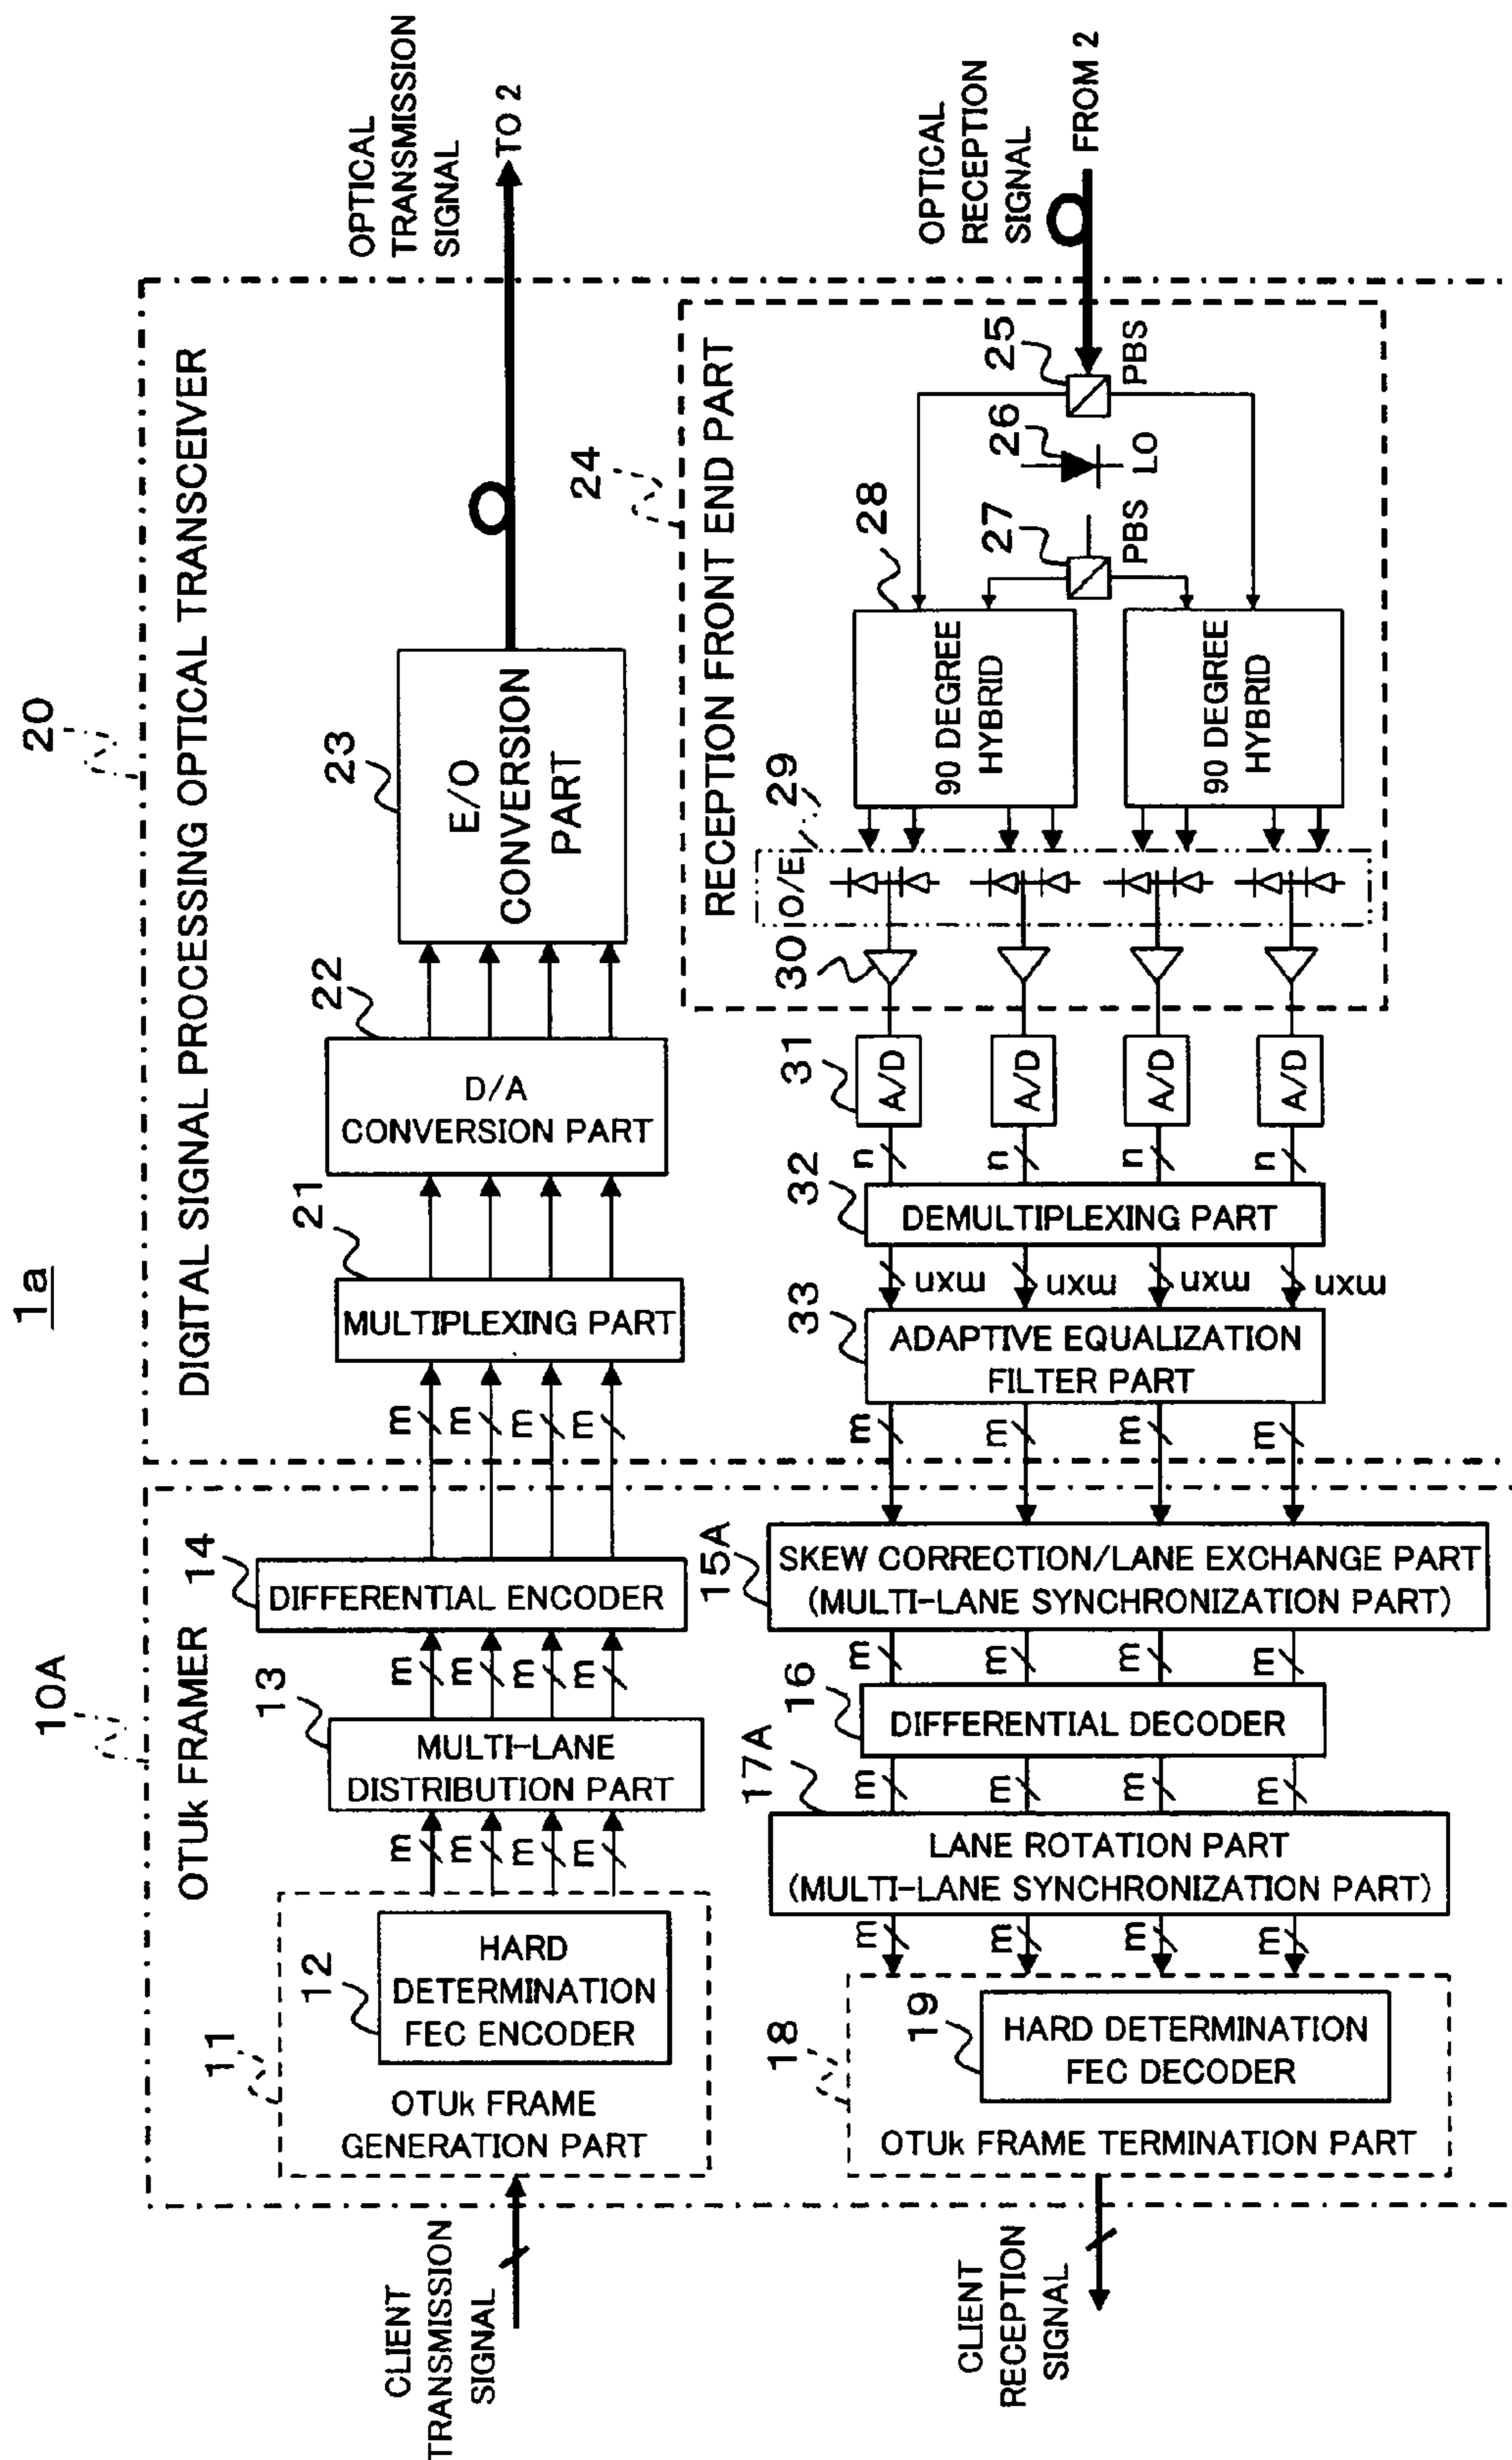 1a
10A
20
OTUk FRAMER
DIGITAL SIGNAL PROCESSING OPTICAL TRANSCEIVER
CLIENT
TRANSMISSION
SIGNAL
11
12
HARD
DETERMINATION
FEC ENCODER
OTUk FRAME
GENERATION PART
m
m
m
m
13
MULTI-LANE
DISTRIBUTION PART
m
m
m
m
14
DIFFERENTIAL ENCODER
m
m
m
m
21
MULTIPLEXING PART
22
D/A
CONVERSION PART
23
E/O
CONVERSION
PART
OPTICAL
TRANSMISSION
SIGNAL
TO 2
CLIENT
RECEPTION
SIGNAL
18
19
HARD DETERMINATION
FEC DECODER
OTUk FRAME TERMINATION PART
m
m
m
m
17A
LANE ROTATION PART
(MULTI-LANE SYNCHRONIZATION PART)
m
m
m
m
16
DIFFERENTIAL DECODER
m
m
m
m
15A
SKEW CORRECTION/LANE EXCHANGE PART
(MULTI-LANE SYNCHRONIZATION PART)
m
m
m
m
33
ADAPTIVE EQUALIZATION
FILTER PART
mxn
mxn
mxn
mxn
32
DEMULTIPLEXING PART
n
n
n
n
31
A/D
A/D
A/D
A/D
24
RECEPTION FRONT END PART
30
O/E
29
28
90 DEGREE
HYBRID
90 DEGREE
HYBRID
27
PBS
26
LO
25
PBS
OPTICAL
RECEPTION
SIGNAL
FROM 2